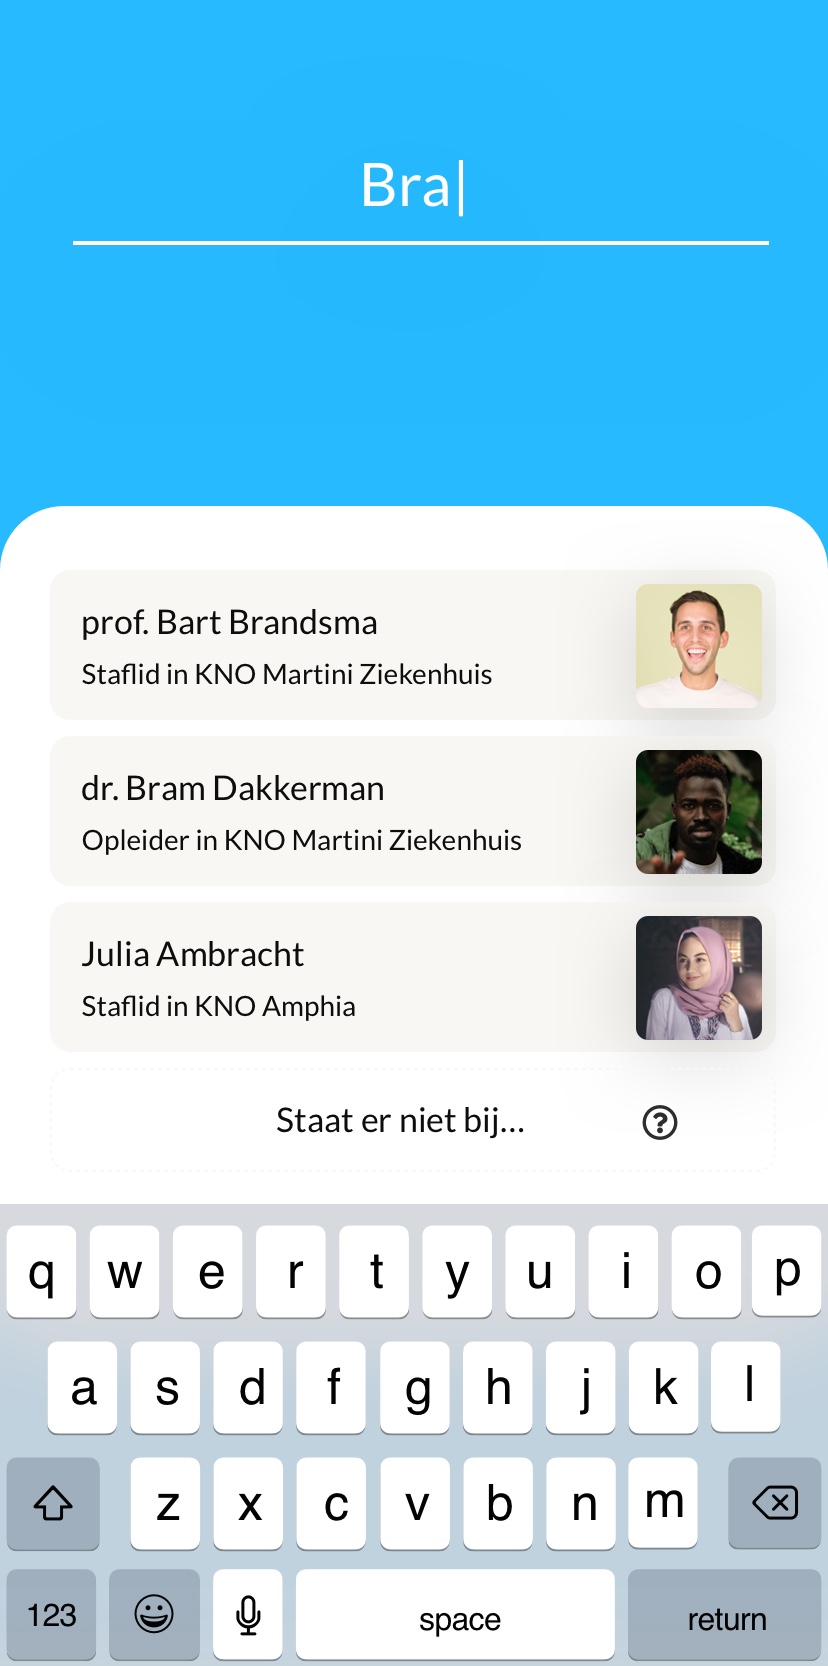 Bra
prof. Bart Brandsma
Staflid in KNO Martini Ziekenhuis
dr. Bram Dakkerman
Opleider in KNO Martini Ziekenhuis
Julia Ambracht
Staflid in KNO Amphia
Staat er niet bij...
q w e r t y u i o p
a s d f g h j k l
z x c v b n m
123 space return